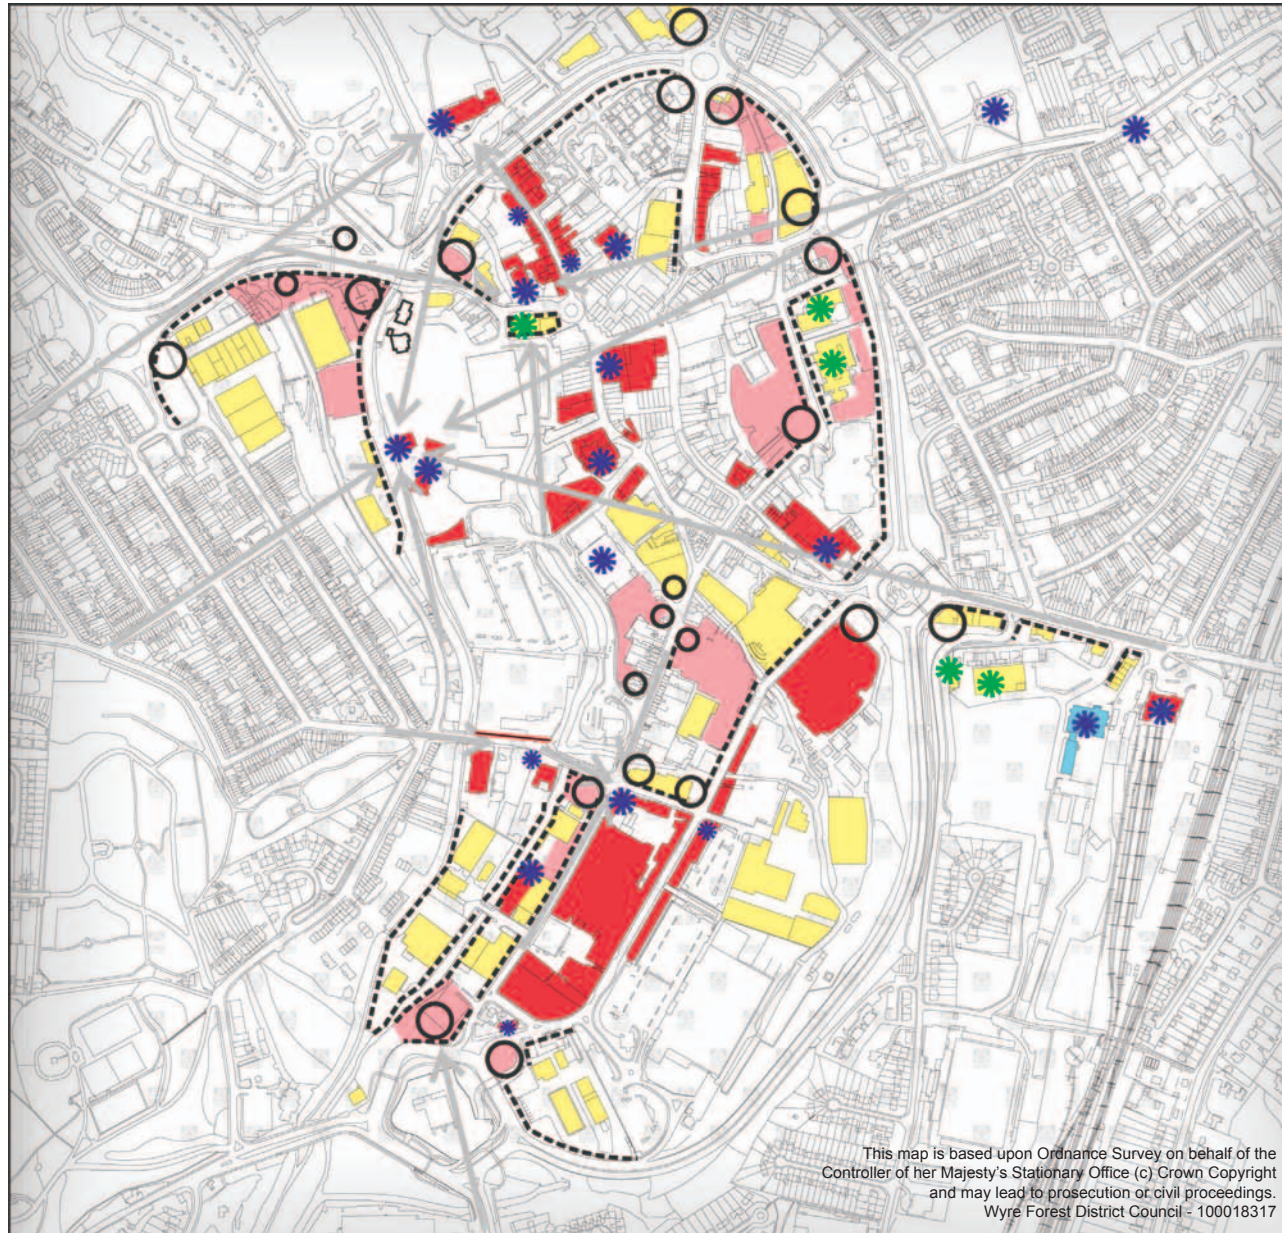 This map is based upon Ordnance Survey on behalf of the
Controller of her Majesty's Stationary Office (c) Crown Copyright
and may lead to prosecution or civil proceedings.
Wyre Forest District Council - 100018317